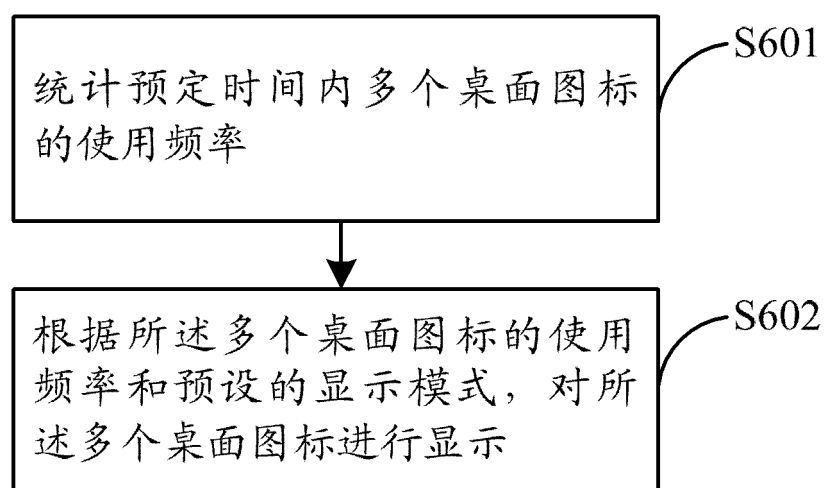 统计预定时间内多个桌面图标
的使用频率
S601
根据所述多个桌面图标的使用
频率和预设的显示模式，对所
述多个桌面图标进行显示
S602